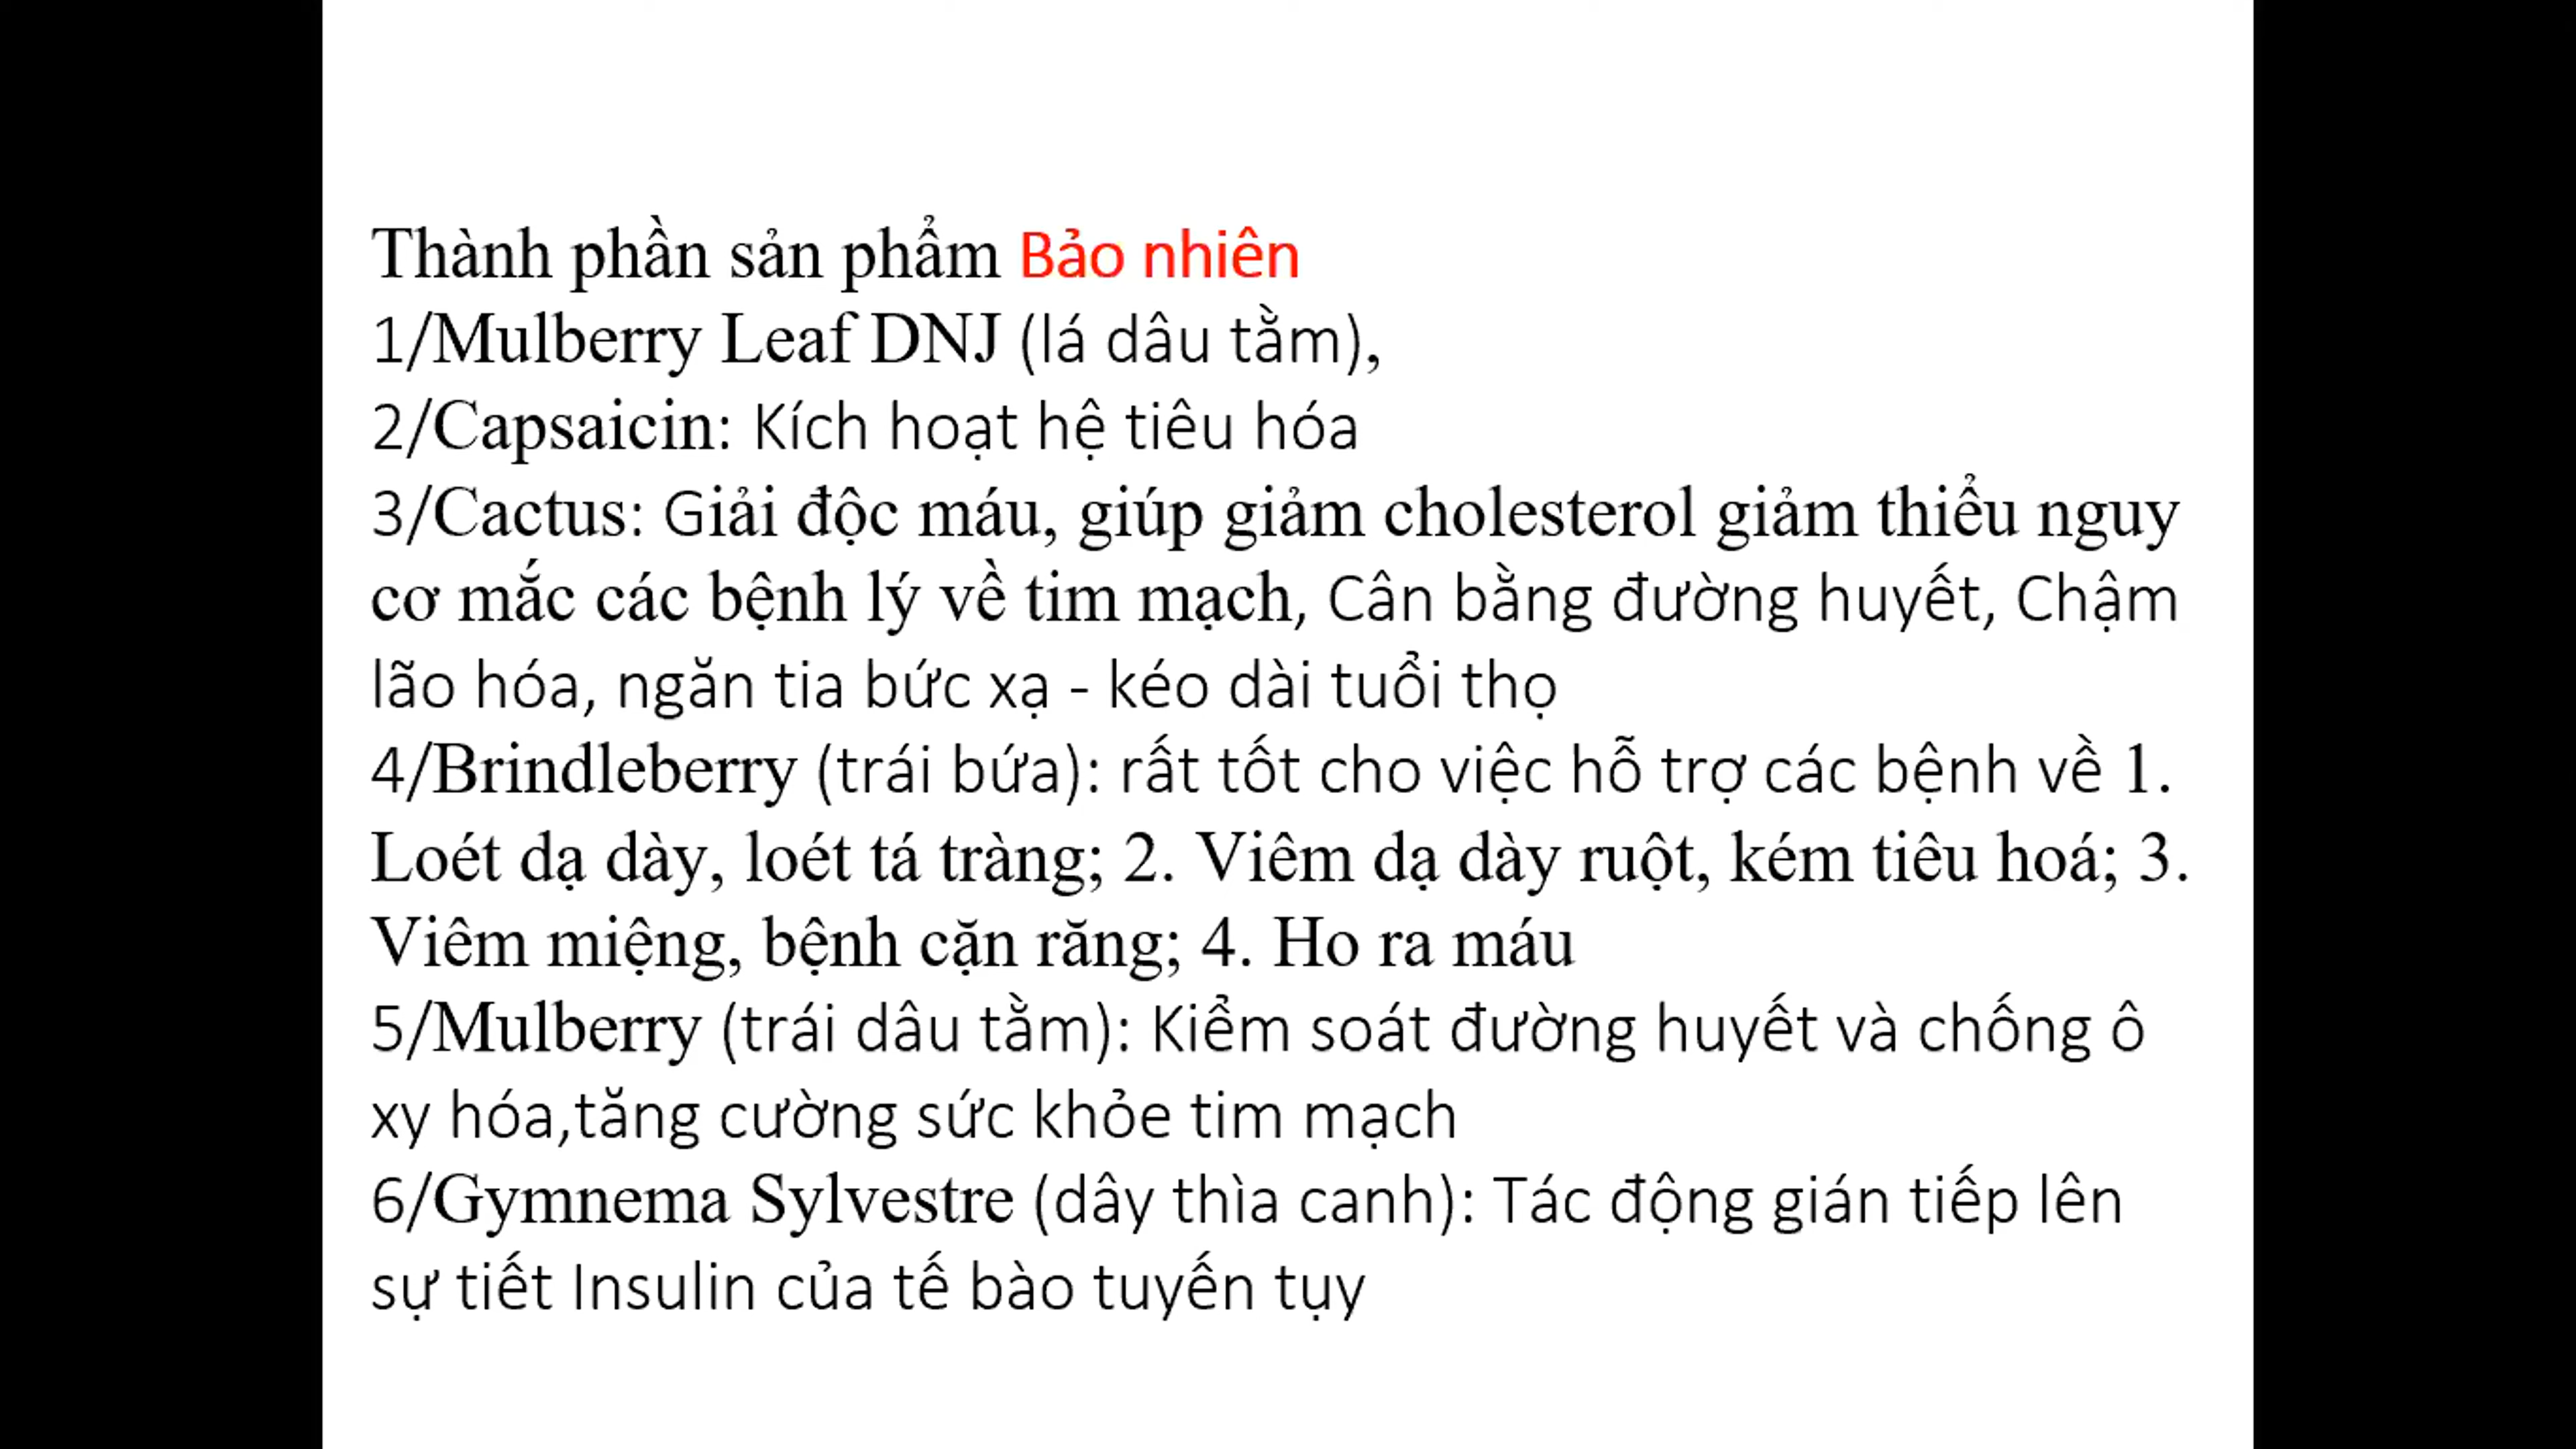 Thành phần sản phẩm Bảo nhiên
1/Mulberry Leaf DNJ (lá dâu tằm),
2/Capsaicin: Kích hoạt hệ tiêu hóa
3/Cactus: Giải độc máu, giúp giảm cholesterol giảm thiểu nguy
cơ mắc các bệnh lý về tim mạch, Cân bằng đường huyết, Chậm
lão hóa, ngăn tia bức xạ - kéo dài tuổi thọ
4/Brindleberry (trái bứa): rất tốt cho việc hỗ trợ các bệnh về 1.
Loét dạ dày, loét tá tràng; 2. Viêm dạ dày ruột, kém tiêu hoá; 3.
Viêm miệng, bệnh cặn răng; 4. Ho ra máu
5/Mulberry (trái dâu tằm): Kiểm soát đường huyết và chống ô
xy hóa,tăng cường sức khỏe tim mạch
6/Gymnema Sylvestre (dây thìa canh): Tác động gián tiếp lên
sự tiết Insulin của tế bào tuyến tụy